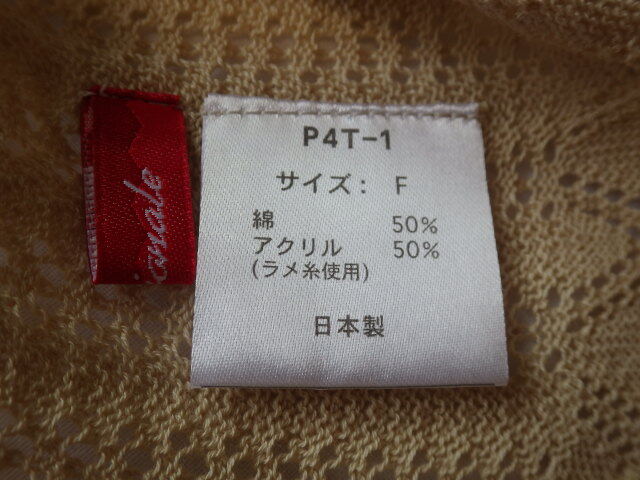 P4T-1
サイズ： F
綿 50%
アクリル 50%
(ラメ糸使用)
日本製